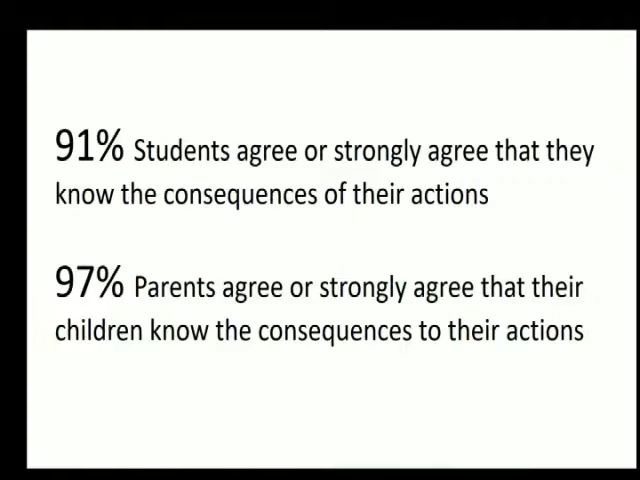 91% Students agree or strongly agree that they
know the consequences of their actions
97% Parents agree or strongly agree that their
children know the consequences to their actions